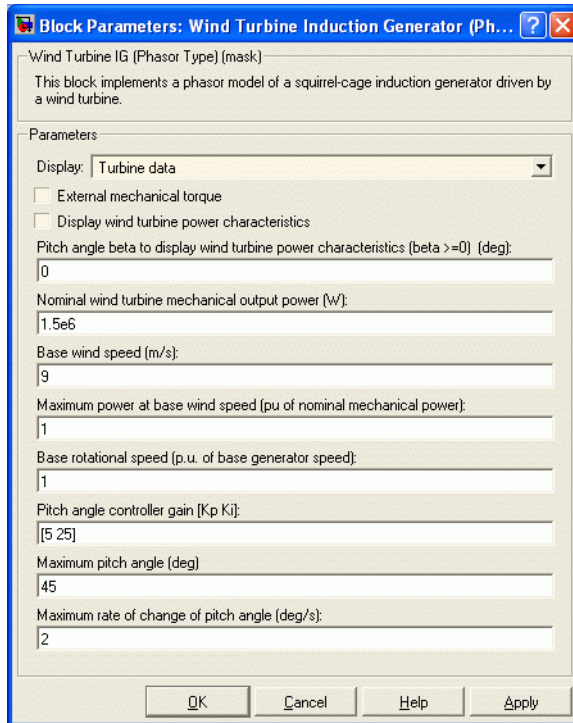 Block Parameters: Wind Turbine Induction Generator (Ph...
Wind Turbine IG (Phasor Type) (mask)
This block implements a phasor model of a squirrel-cage induction generator driven by
a wind turbine.
Parameters
Display: Turbine data
External mechanical torque
Display wind turbine power characteristics
Pitch angle beta to display wind turbine power characteristics (beta >=0) (deg):
0
Nominal wind turbine mechanical output power (W):
1.5e6
Base wind speed (m/s):
9
Maximum power at base wind speed (pu of nominal mechanical power):
1
Base rotational speed (p.u. of base generator speed):
1
Pitch angle controller gain [Kp Ki]:
[5 25]
Maximum pitch angle (deg)
45
Maximum rate of change of pitch angle (deg/s):
2
OK Cancel Help Apply